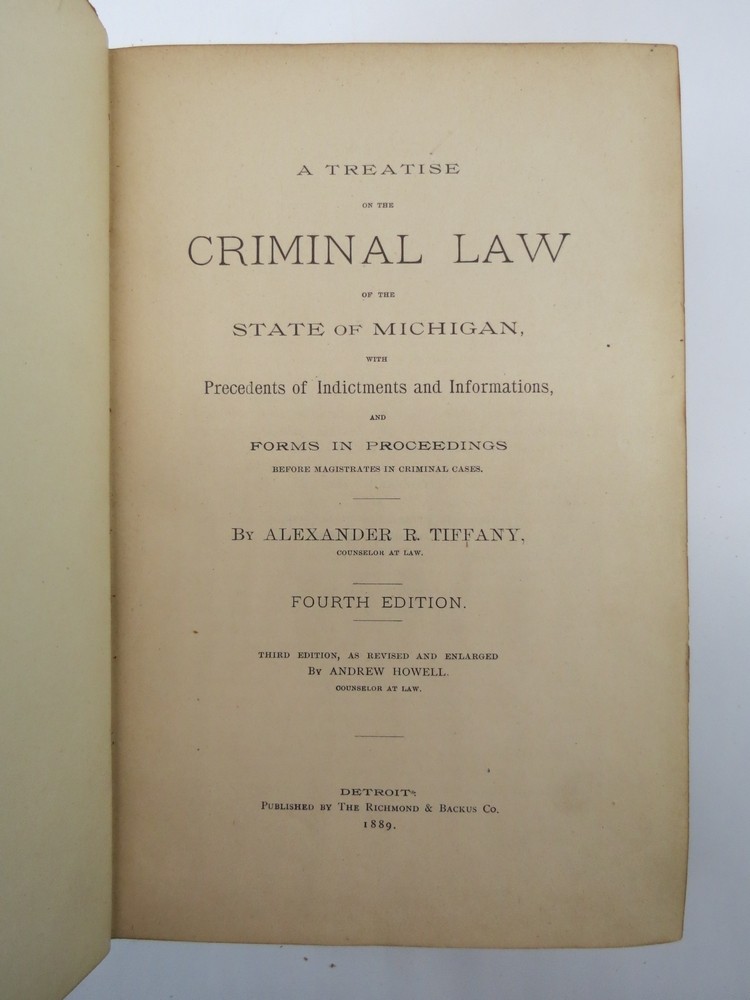 A TREATISE
ON THE
CRIMINAL LAW
OF THE
STATE OF MICHIGAN,
WITH
Precedents of Indictments and Informations,
AND
FORMS IN PROCEEDINGS
BEFORE MAGISTRATES IN CRIMINAL CASES.
BY ALEXANDER R. TIFFANY,
COUNSELOR AT LAW.
FOURTH EDITION.
THIRD EDITION, AS REVISED AND ENLARGED
BY ANDREW HOWELL.
COUNSELOR AT LAW.
DETROIT:
PUBLISHED BY THE RICHMOND & BACKUS CO.
1889.